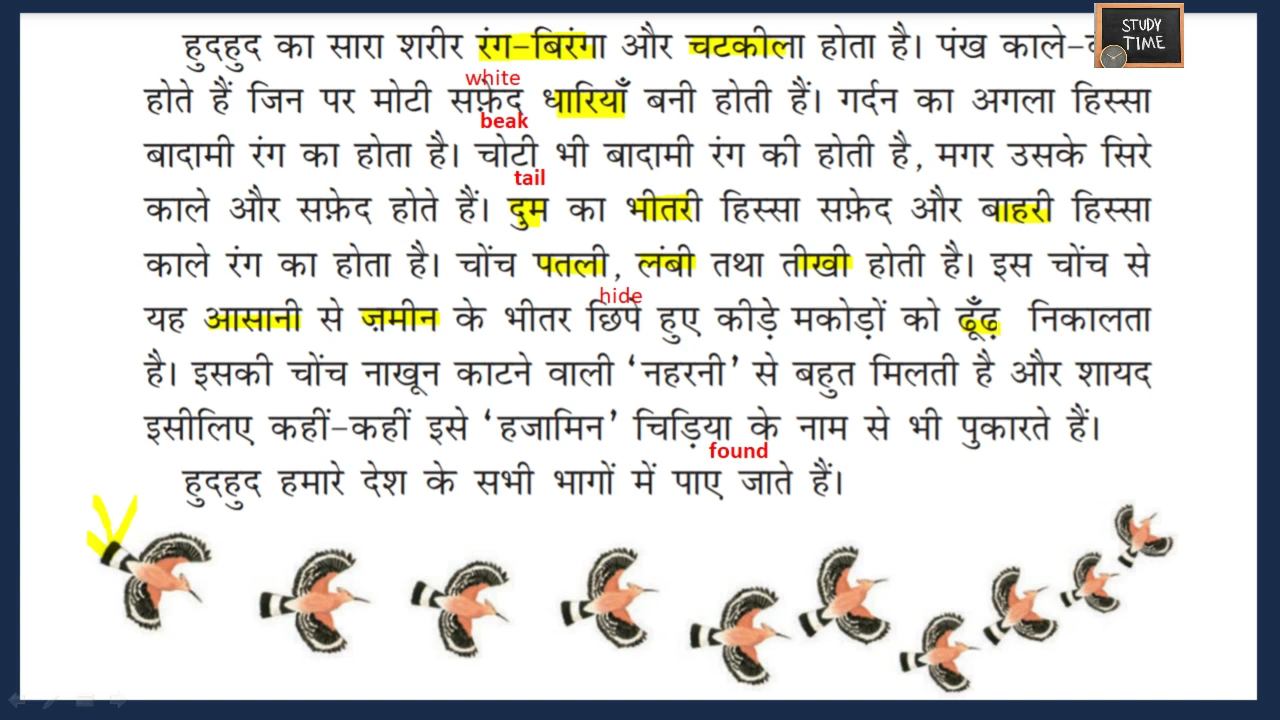 हुदहुद का सारा शरीर रंग-बिरंगा और चटकीला होता है। पंख काले-
STUDY
TIME
white
होते हैं जिन पर मोटी सफ़ेद धारियाँ बनी होती हैं। गर्दन का अगला हिस्सा
beak
बादामी रंग का होता है। चोटी भी बादामी रंग की होती है, मगर उसके सिरे
tail
काले और सफ़ेद होते हैं। दुम का भीतरी हिस्सा सफ़ेद और बाहरी हिस्सा
काले रंग का होता है। चोंच पतली, लंबी तथा तीखी होती है। इस चोंच से
hide
यह आसानी से ज़मीन के भीतर छिपे हुए कीड़े मकोड़ों को ढूँढ़ निकालता
है। इसकी चोंच नाखून काटने वाली ‘नहरनी’ से बहुत मिलती है और शायद
इसीलिए कहीं-कहीं इसे ‘हजामिन’ चिड़िया के नाम से भी पुकारते हैं।
found
हुदहुद हमारे देश के सभी भागों में पाए जाते हैं।